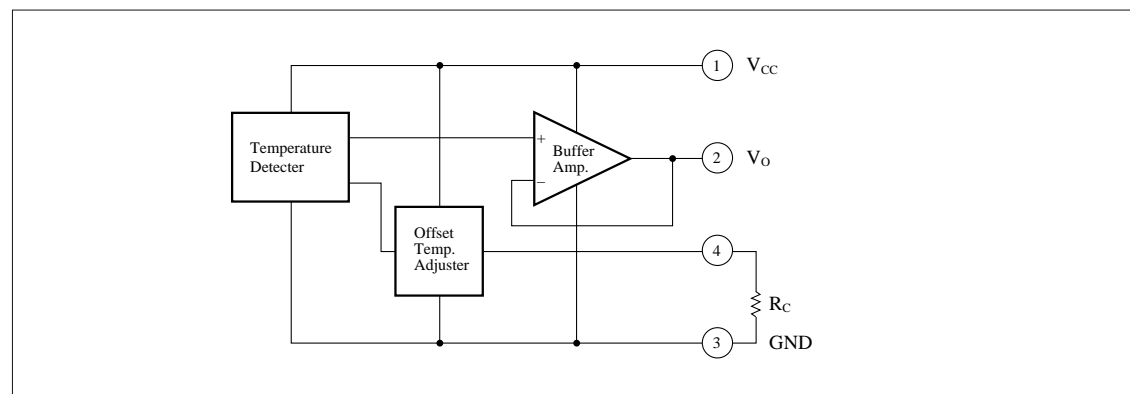 1 V_CC
Temperature
Detecter
+
Buffer
Amp.
−
2 V_O
Offset
Temp.
Adjuster
4
R_C
3 GND